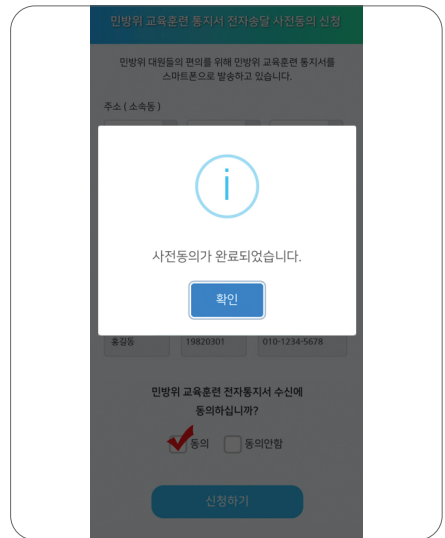 민방위 교육훈련 통지서 전자송달 사전동의 신청
민방위 대원들의 편의를 위해 민방위 교육훈련 통지서를
스마트폰으로 발송하고 있습니다.
주소 ( 소속동 )
i
사전동의가 완료되었습니다.
확인
홍길동 19820301 010-1234-5678
민방위 교육훈련 전자통지서 수신에
동의하십니까?
동의 동의안함
신청하기